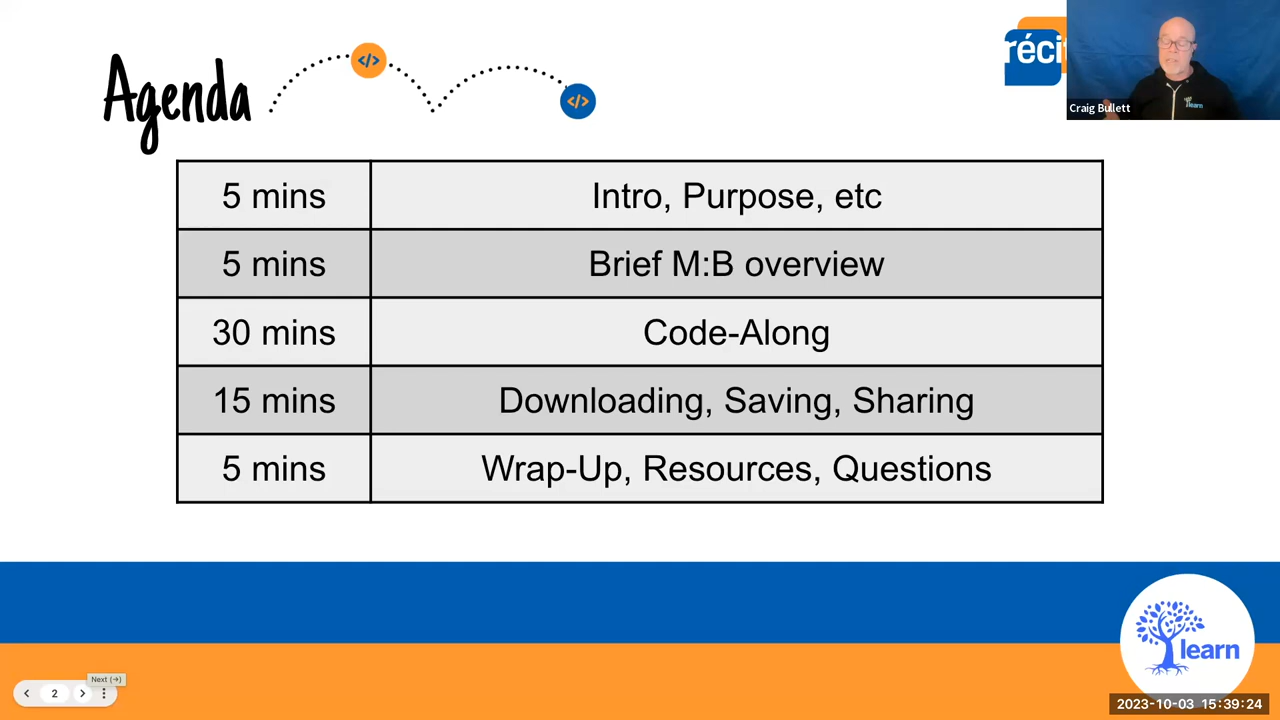 Agenda
</>
</>
réci
Craig Bullett
learn
5 mins
Intro, Purpose, etc
5 mins
Brief M:B overview
30 mins
Code-Along
15 mins
Downloading, Saving, Sharing
5 mins
Wrap-Up, Resources, Questions
learn
Next (→)
2
2023-10-03 15:39:24